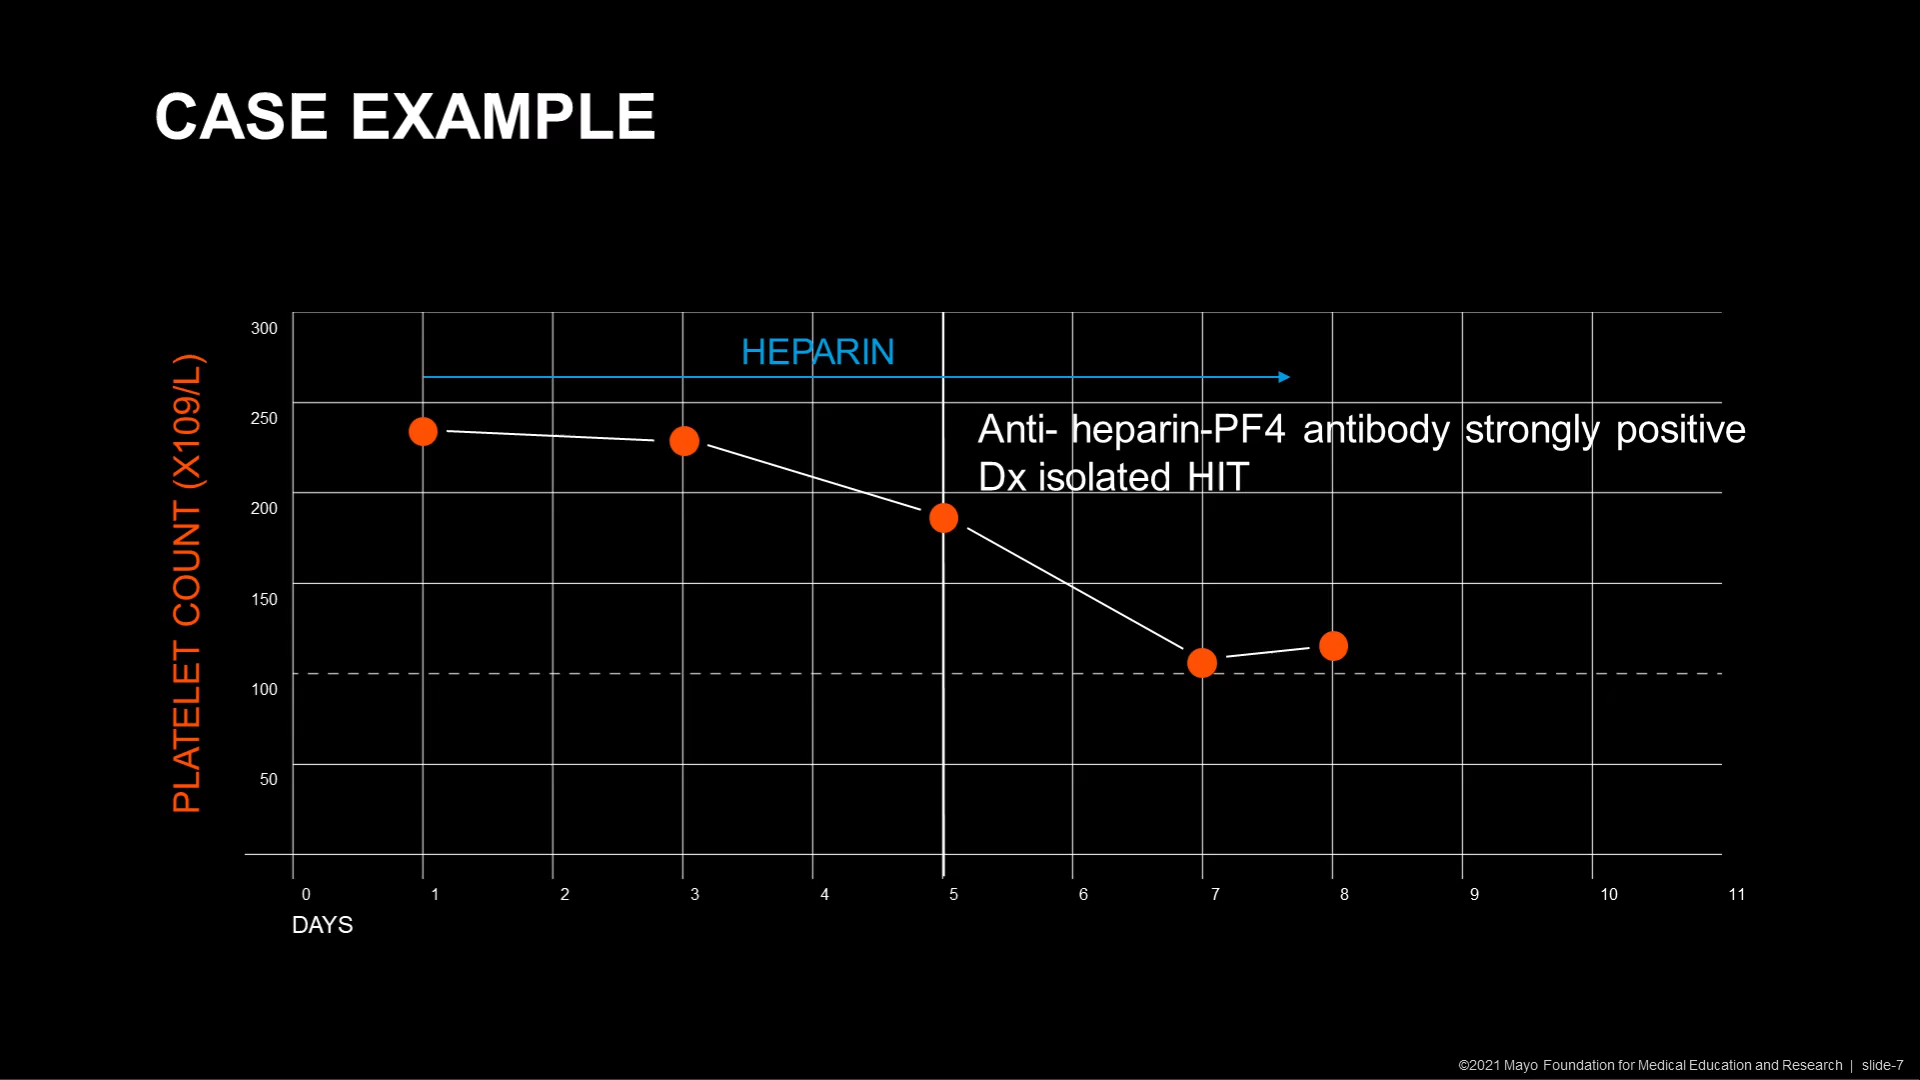 CASE EXAMPLE
PLATELET COUNT (X109/L)
300
250
200
150
100
50
HEPARIN
Anti- heparin-PF4 antibody strongly positive
Dx isolated HIT
0 1 2 3 4 5 6 7 8 9 10 11
DAYS
©2021 Mayo Foundation for Medical Education and Research | slide-7